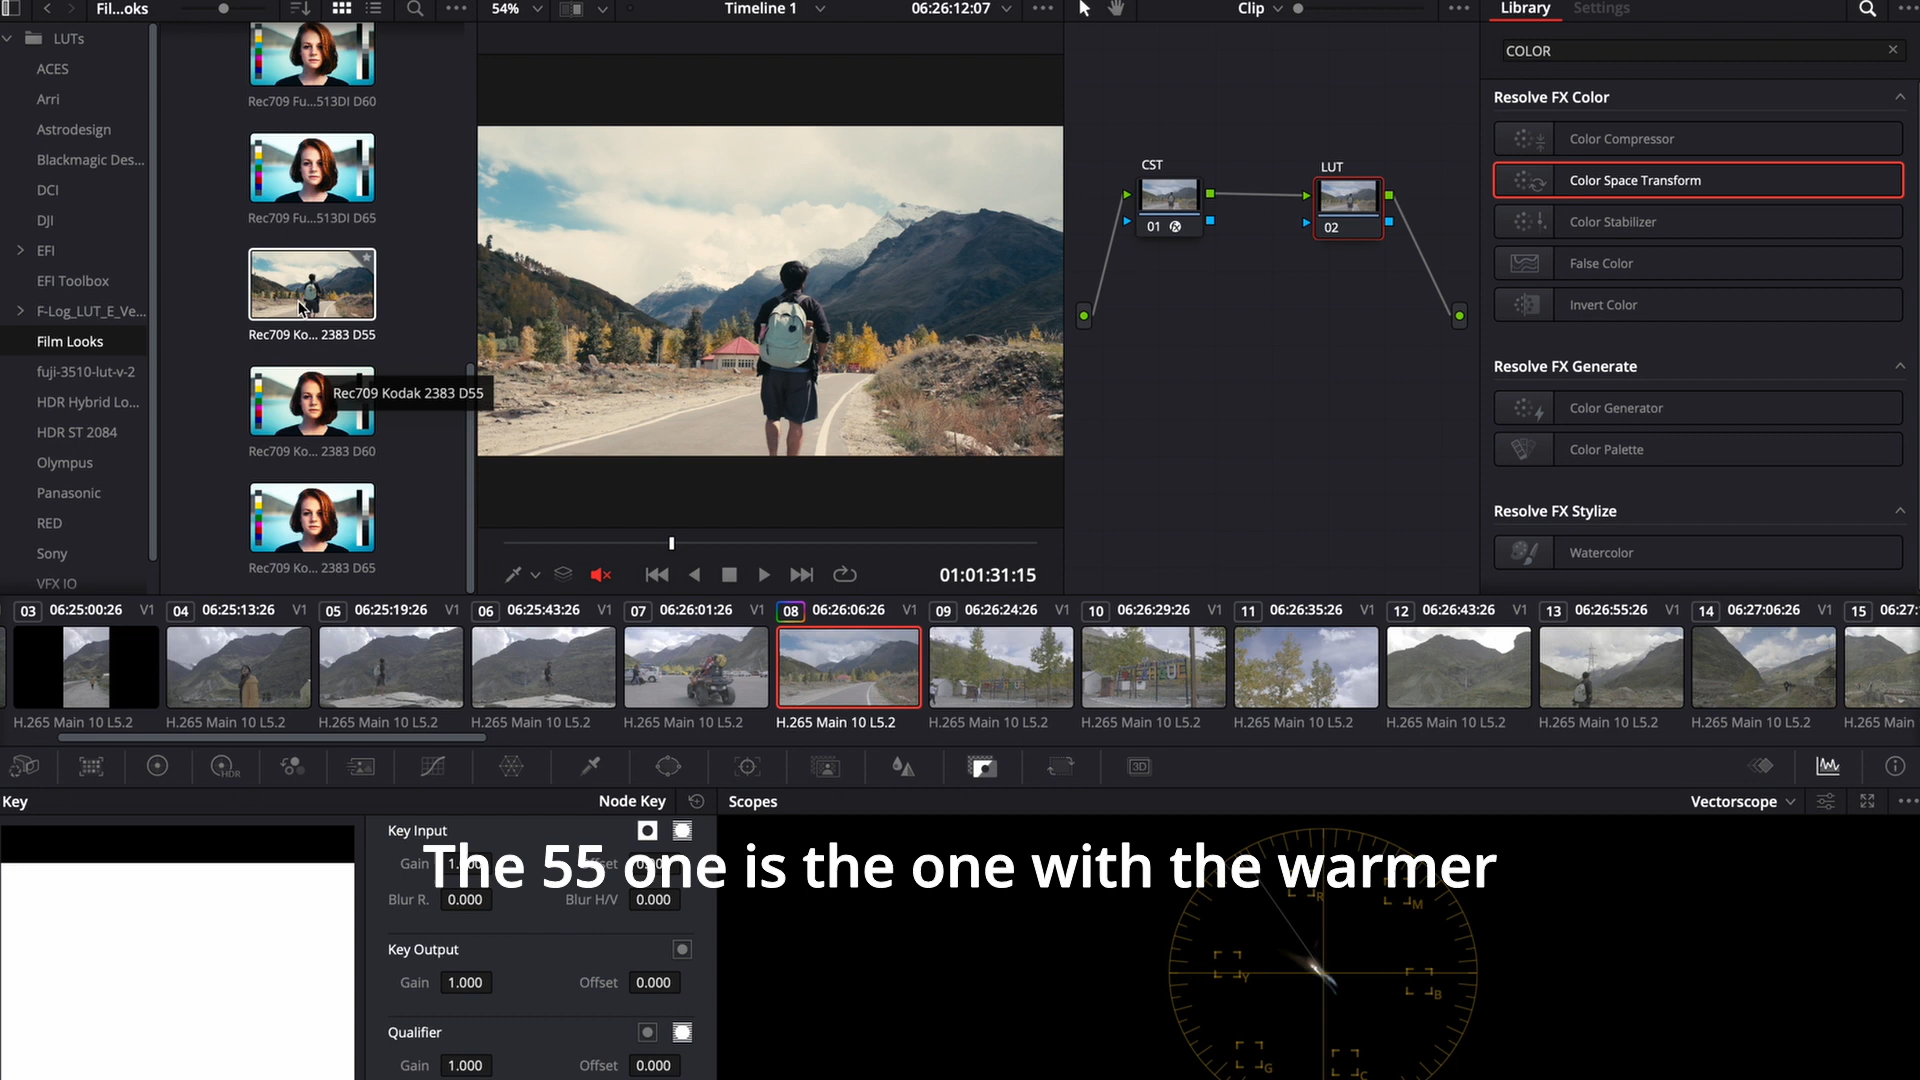 Fil...oks
54%
Timeline 1
06:26:12:07
Clip
Library
Settings
COLOR
LUTs
ACES
Arri
Astrodesign
Blackmagic Des...
DCI
DJI
EFI
EFI Toolbox
F-Log_LUT_E_Ve...
Film Looks
fuji-3510-lut-v-2
HDR Hybrid Lo...
HDR ST 2084
Olympus
Panasonic
RED
Sony
VFX IO
Rec709 Fu...513DI D60
Rec709 Fu...513DI D65
Rec709 Ko... 2383 D55
Rec709 Kodak 2383 D55
Rec709 Ko... 2383 D60
Rec709 Ko... 2383 D65
01:01:31:15
CST
01
LUT
02
Resolve FX Color
Color Compressor
Color Space Transform
Color Stabilizer
False Color
Invert Color
Resolve FX Generate
Color Generator
Color Palette
Resolve FX Stylize
Watercolor
03 06:25:00:26 V1 04 06:25:13:26 V1 05 06:25:19:26 V1 06 06:25:43:26 V1 07 06:26:01:26 V1 08 06:26:06:26 V1 09 06:26:24:26 V1 10 06:26:29:26 V1 11 06:26:35:26 V1 12 06:26:43:26 V1 13 06:26:55:26 V1 14 06:27:06:26 V1 15 06:27:
H.265 Main 10 L5.2 H.265 Main 10 L5.2 H.265 Main 10 L5.2 H.265 Main 10 L5.2 H.265 Main 10 L5.2 H.265 Main 10 L5.2 H.265 Main 10 L5.2 H.265 Main 10 L5.2 H.265 Main 10 L5.2 H.265 Main 10 L5.2 H.265 Main 10 L5.2 H.265 Main 10 L5.2 H.265 Main
HDR
3D
Key
Node Key
Scopes
Vectorscope
Key Input
Gain
The 55 one is the one with the warmer
Blur R. 0.000 Blur H/V 0.000
Key Output
Gain 1.000 Offset 0.000
Qualifier
Gain 1.000 Offset 0.000
R
M
Y
B
G
C